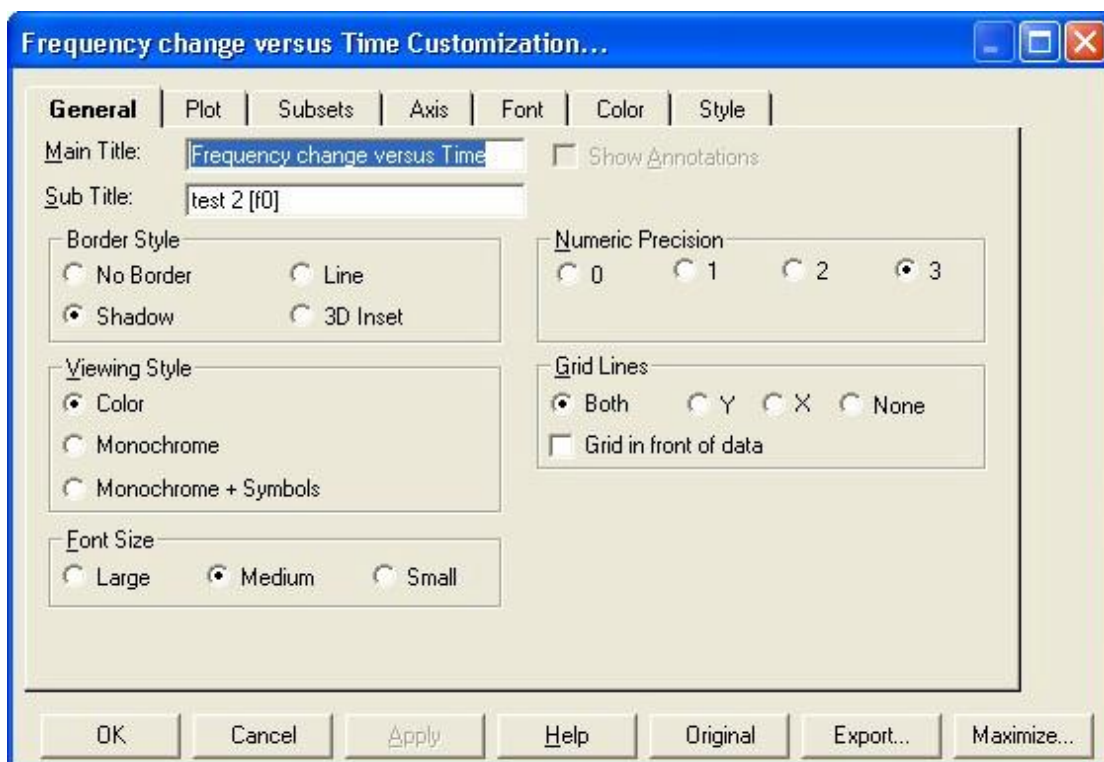 Frequency change versus Time Customization...
General Plot Subsets Axis Font Color Style
Main Title: Frequency change versus Time Show Annotations
Sub Title: test 2 [f0]
Border Style
No Border Line
Shadow 3D Inset
Numeric Precision
0 1 2 3
Viewing Style
Color
Monochrome
Monochrome + Symbols
Grid Lines
Both Y X None
Grid in front of data
Font Size
Large Medium Small
OK Cancel Apply Help Original Export... Maximize...